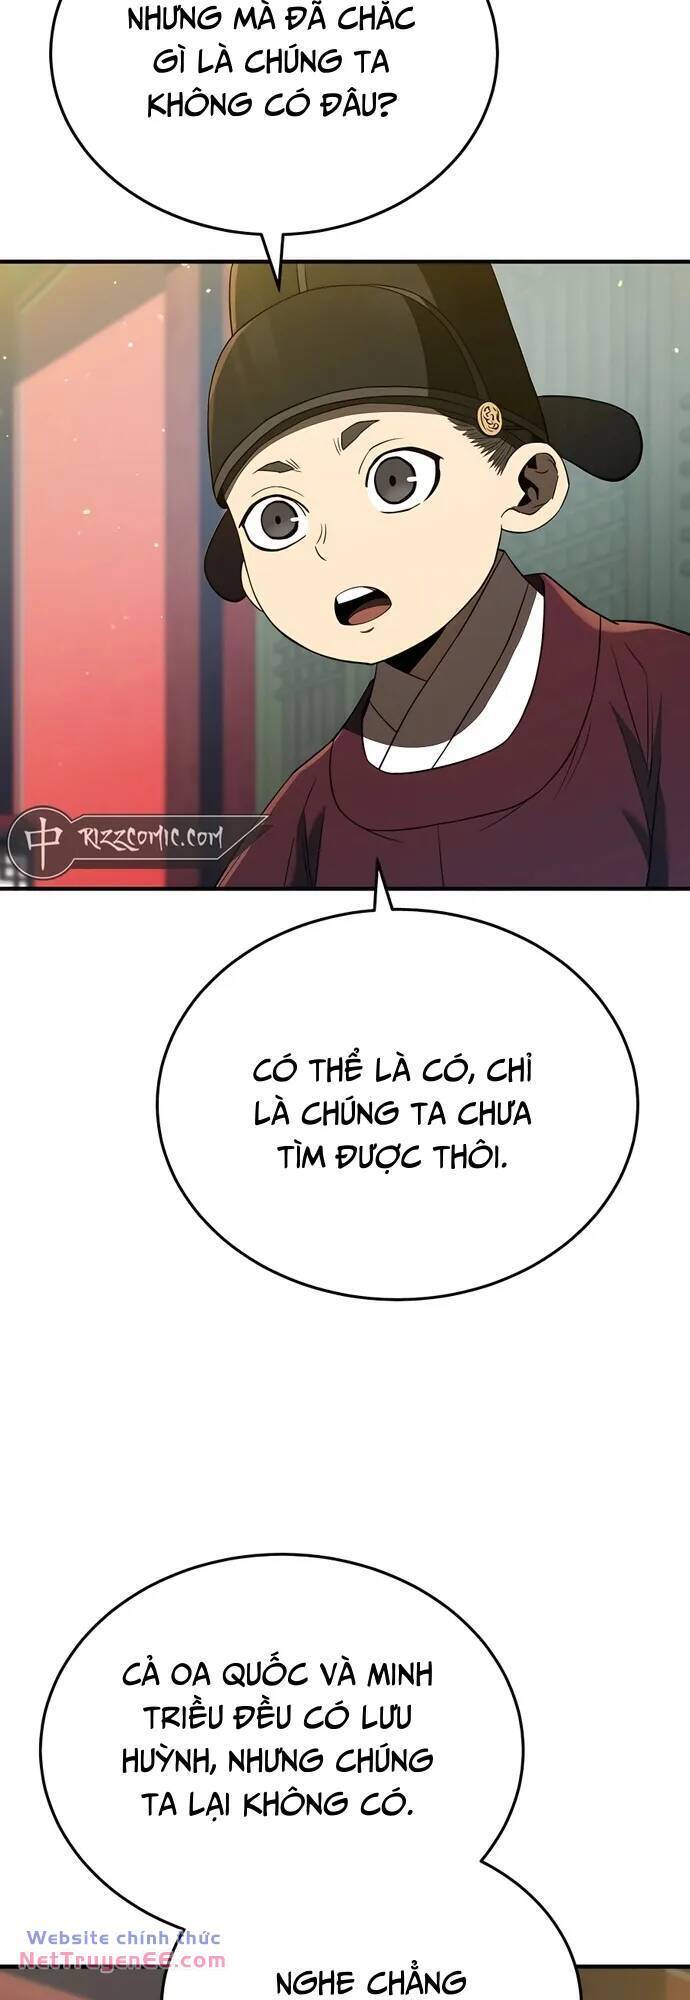 NHƯNG MÀ ĐÃ CHẮC
GÌ LÀ CHÚNG TA
KHÔNG CÓ ĐÂU?
中 RIZZCOMIC.COM
CÓ THỂ LÀ CÓ, CHỈ
LÀ CHÚNG TA CHƯA
TÌM ĐƯỢC THÔI.
CẢ OA QUỐC VÀ MINH
TRIỀU ĐỀU CÓ LƯU
HUỲNH, NHƯNG CHÚNG
TA LẠI KHÔNG CÓ.
Website chính thức
NetTruyenEE.com
NGHE CHẲNG